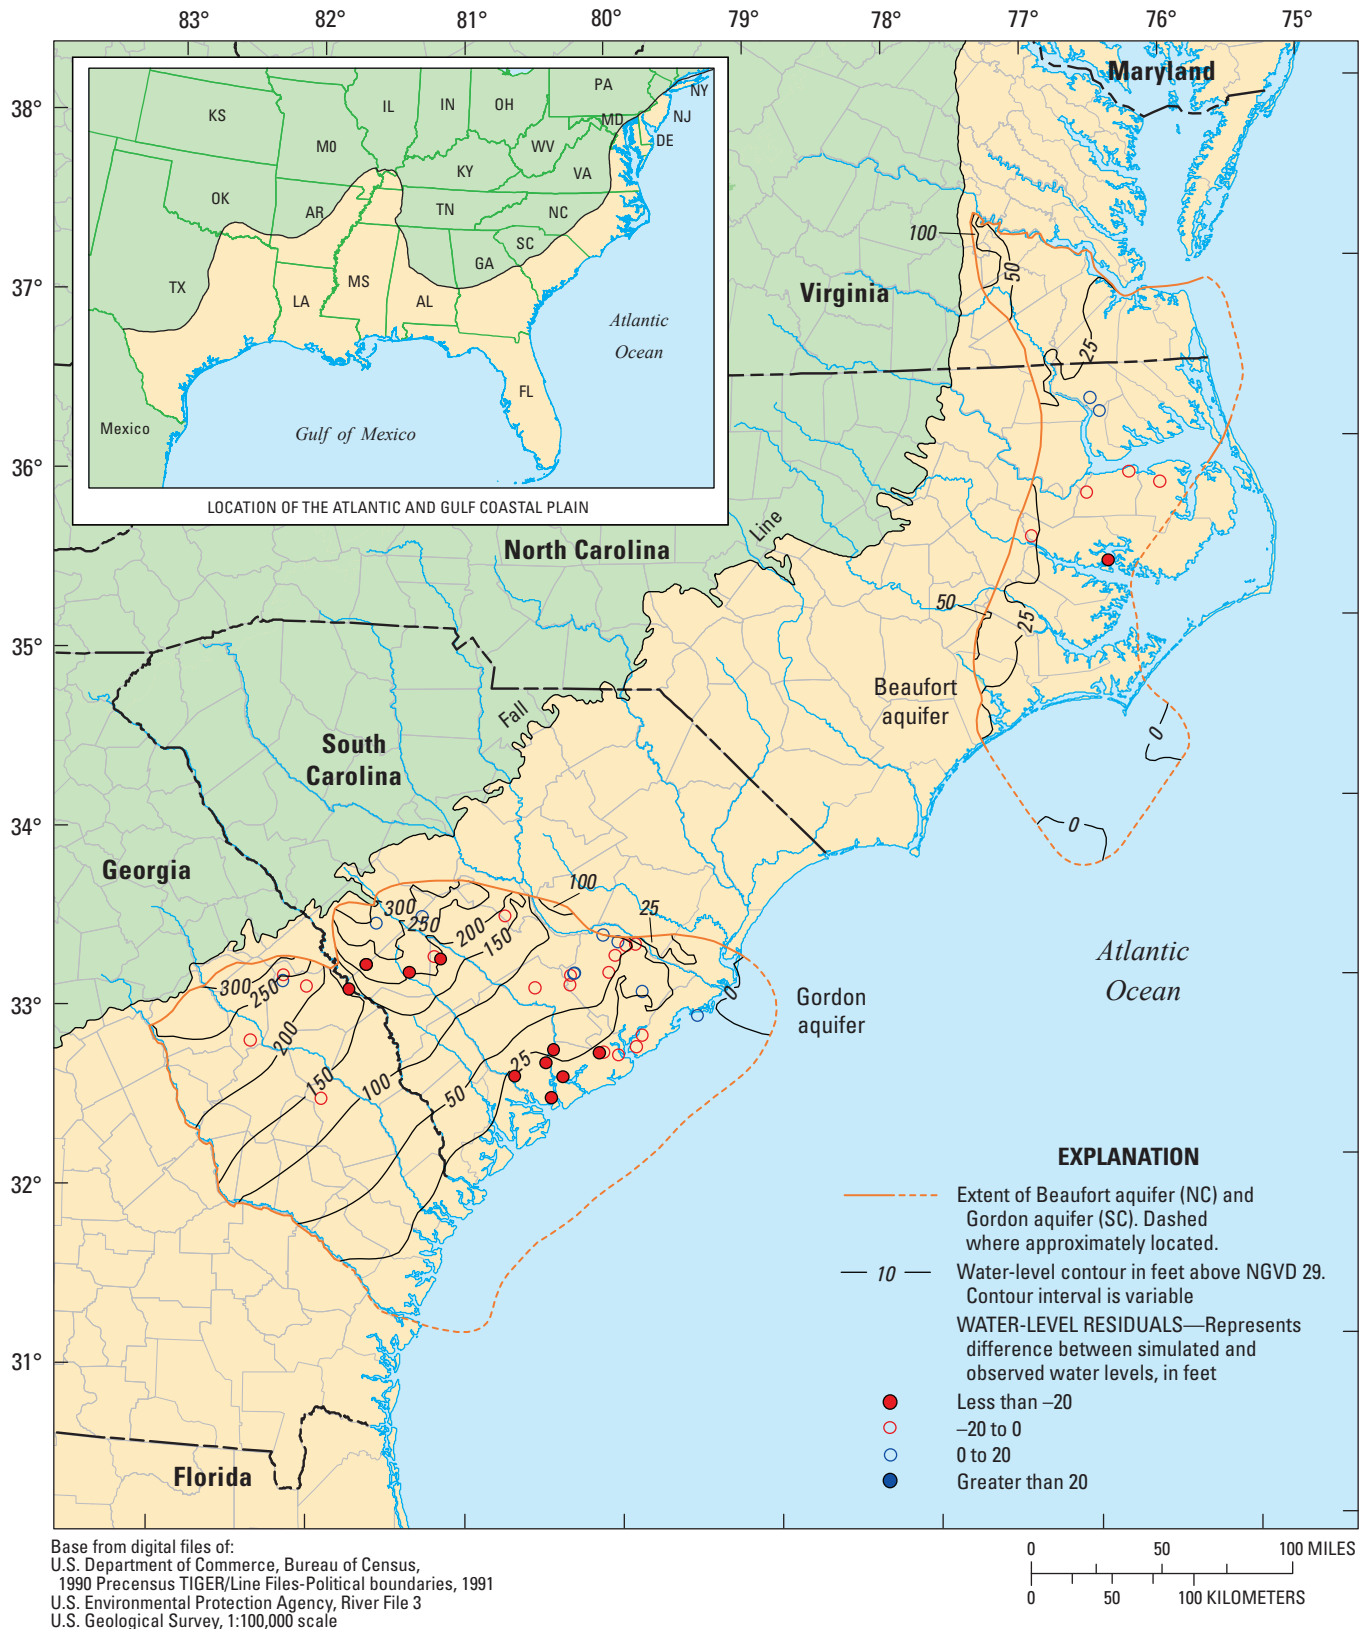 83°
82°
81°
80°
79°
78°
77°
76°
75°
38°
37°
36°
35°
34°
33°
32°
31°
KS
MO
IL
IN
OH
PA
NY
NJ
MD
DE
WV
VA
KY
OK
AR
TN
NC
SC
GA
TX
LA
MS
AL
FL
Mexico
Gulf of Mexico
Atlantic
Ocean
LOCATION OF THE ATLANTIC AND GULF COASTAL PLAIN
Maryland
Virginia
North Carolina
South
Carolina
Georgia
Florida
Fall
Line
100
50
25
50
25
Beaufort
aquifer
0
0
Atlantic
Ocean
Gordon
aquifer
300
250
200
150
100
25
0
300
250
200
150
100
50
25
EXPLANATION
Extent of Beaufort aquifer (NC) and
Gordon aquifer (SC). Dashed
where approximately located.
10 Water-level contour in feet above NGVD 29.
Contour interval is variable
WATER-LEVEL RESIDUALS—Represents
difference between simulated and
observed water levels, in feet
Less than –20
–20 to 0
0 to 20
Greater than 20
0 50 100 MILES
0 50 100 KILOMETERS
Base from digital files of:
U.S. Department of Commerce, Bureau of Census,
1990 Precensus TIGER/Line Files-Political boundaries, 1991
U.S. Environmental Protection Agency, River File 3
U.S. Geological Survey, 1:100,000 scale